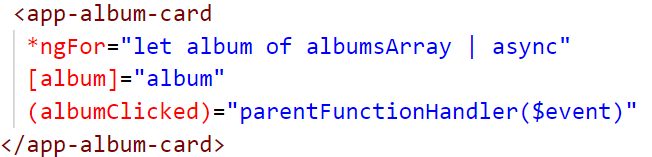 <app-album-card
*ngFor="let album of albumsArray | async"
[album]="album"
(albumClicked)="parentFunctionHandler($event)"
</app-album-card>